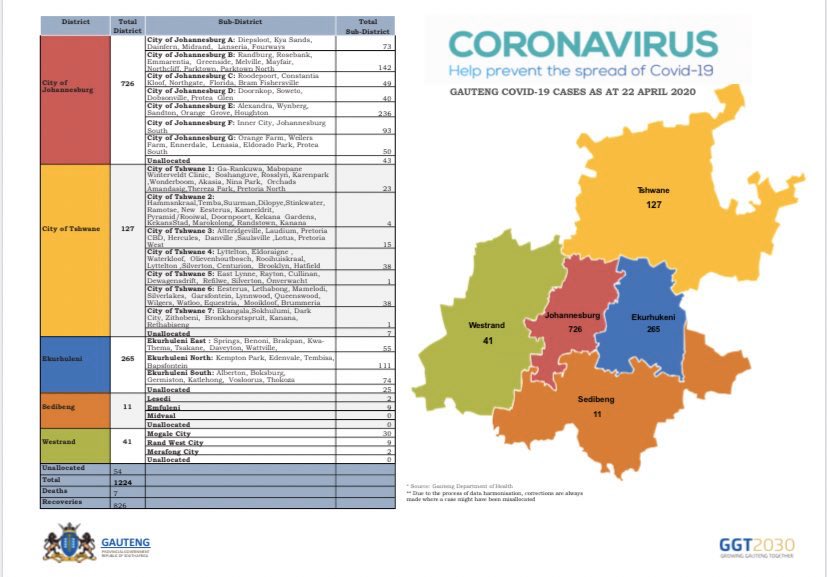 District Total District Sub-District Total Sub-District
City of Johannesburg 726
City of Johannesburg A: Diepsloot, Kya Sands,
Dainfern, Midrand, Lanseria, Fourways 73
City of Johannesburg B: Randburg, Rosebank,
Emmarentia, Greenside, Melville, Mayfair,
Northcliff, Parktown, Parktown North 142
City of Johannesburg C: Roodepoort, Constantia
Kloof, Northgate, Florida, Bram Fishersville 49
City of Johannesburg D: Doornkop, Soweto,
Dobsonville, Protea Glen 40
City of Johannesburg E: Alexandra, Wynberg,
Sandton, Orange Grove, Houghton 236
City of Johannesburg F: Inner City, Johannesburg
South 93
City of Johannesburg G: Orange Farm, Weilers
Farm, Ennerdale, Lenasia, Eldorado Park, Protea
South 50
Unallocated 43
City of Tshwane 127
City of Tshwane 1: Ga-Rankuwa, Mabopane
Winterveldt Clinic, Soshanguve, Rosslyn, Karenpark
,Wonderboom, Akasia, Nina Park, Orchads
Amandasig,Thereza Park, Pretoria North 23
City of Tshwane 2:
Hammnskraal,Temba,Suurman,Dilopye,Stinkwater,
Ramotse, New Eesterus, Kameeldrit,
Pyramid/Rooiwal, Doornpoort, Kekana Gardens,
KekanaStad, Marokolong, Randstown, Kanana 4
City of Tshwane 3: Atteridgeville, Laudium, Pretoria
CBD, Hercules, Danville ,Saulsville ,Lotus, Pretoria
West 15
City of Tshwane 4: Lyttelton, Eldoraigne ,
Waterkloof, Olievenhoutbosch, Rooihuiskraal,
Lyttelton ,Silverton, Centurion, Brooklyn, Hatfield 38
City of Tshwane 5: East Lynne, Rayton, Cullinan,
Dewagensdrift, Refilwe, Silverton, Onverwacht 1
City of Tshwane 6: Eesterus, Lethabong, Mamelodi,
Silverlakes, Garsfontein, Lynnwood, Queenswood,
Wilgers, Watloo, Equestria, Mooikloof, Brummeria 38
City of Tshwane 7: Ekangala,Sokhulumi, Dark
City, Zithobeni, Bronkhorstspruit, Kanana,
Rethabiseng 1
Unallocated 7
Ekurhuleni 265
Ekurhuleni East : Springs, Benoni, Brakpan, Kwa-
Thema, Tsakane, Daveyton, Wattville, 55
Ekurhuleni North: Kempton Park, Edenvale, Tembisa,
Bapsfontein 111
Ekurhuleni South: Alberton, Boksburg,
Germiston, Katlehong, Vosloorus, Thokoza 74
Unallocated 25
Sedibeng 11
Lesedi 2
Emfuleni 9
Midvaal 0
Unallocated 0
Westrand 41
Mogale City 30
Rand West City 9
Merafong City 2
Unallocated 0
Unallocated 54
Total 1224
Deaths 7
Recoveries 826
CORONAVIRUS
Help prevent the spread of Covid-19
GAUTENG COVID-19 CASES AS AT 22 APRIL 2020
Tshwane
127
Johannesburg
726
Ekurhukeni
265
Westrand
41
Sedibeng
11
* Source: Gauteng Department of Health
** Due to the process of data harmonisation, corrections are always
made where a case might have been misallocated
GAUTENG
PROVINCIAL GOVERNMENT
REPUBLIC OF SOUTH AFRICA
GGT2030
GROWING GAUTENG TOGETHER